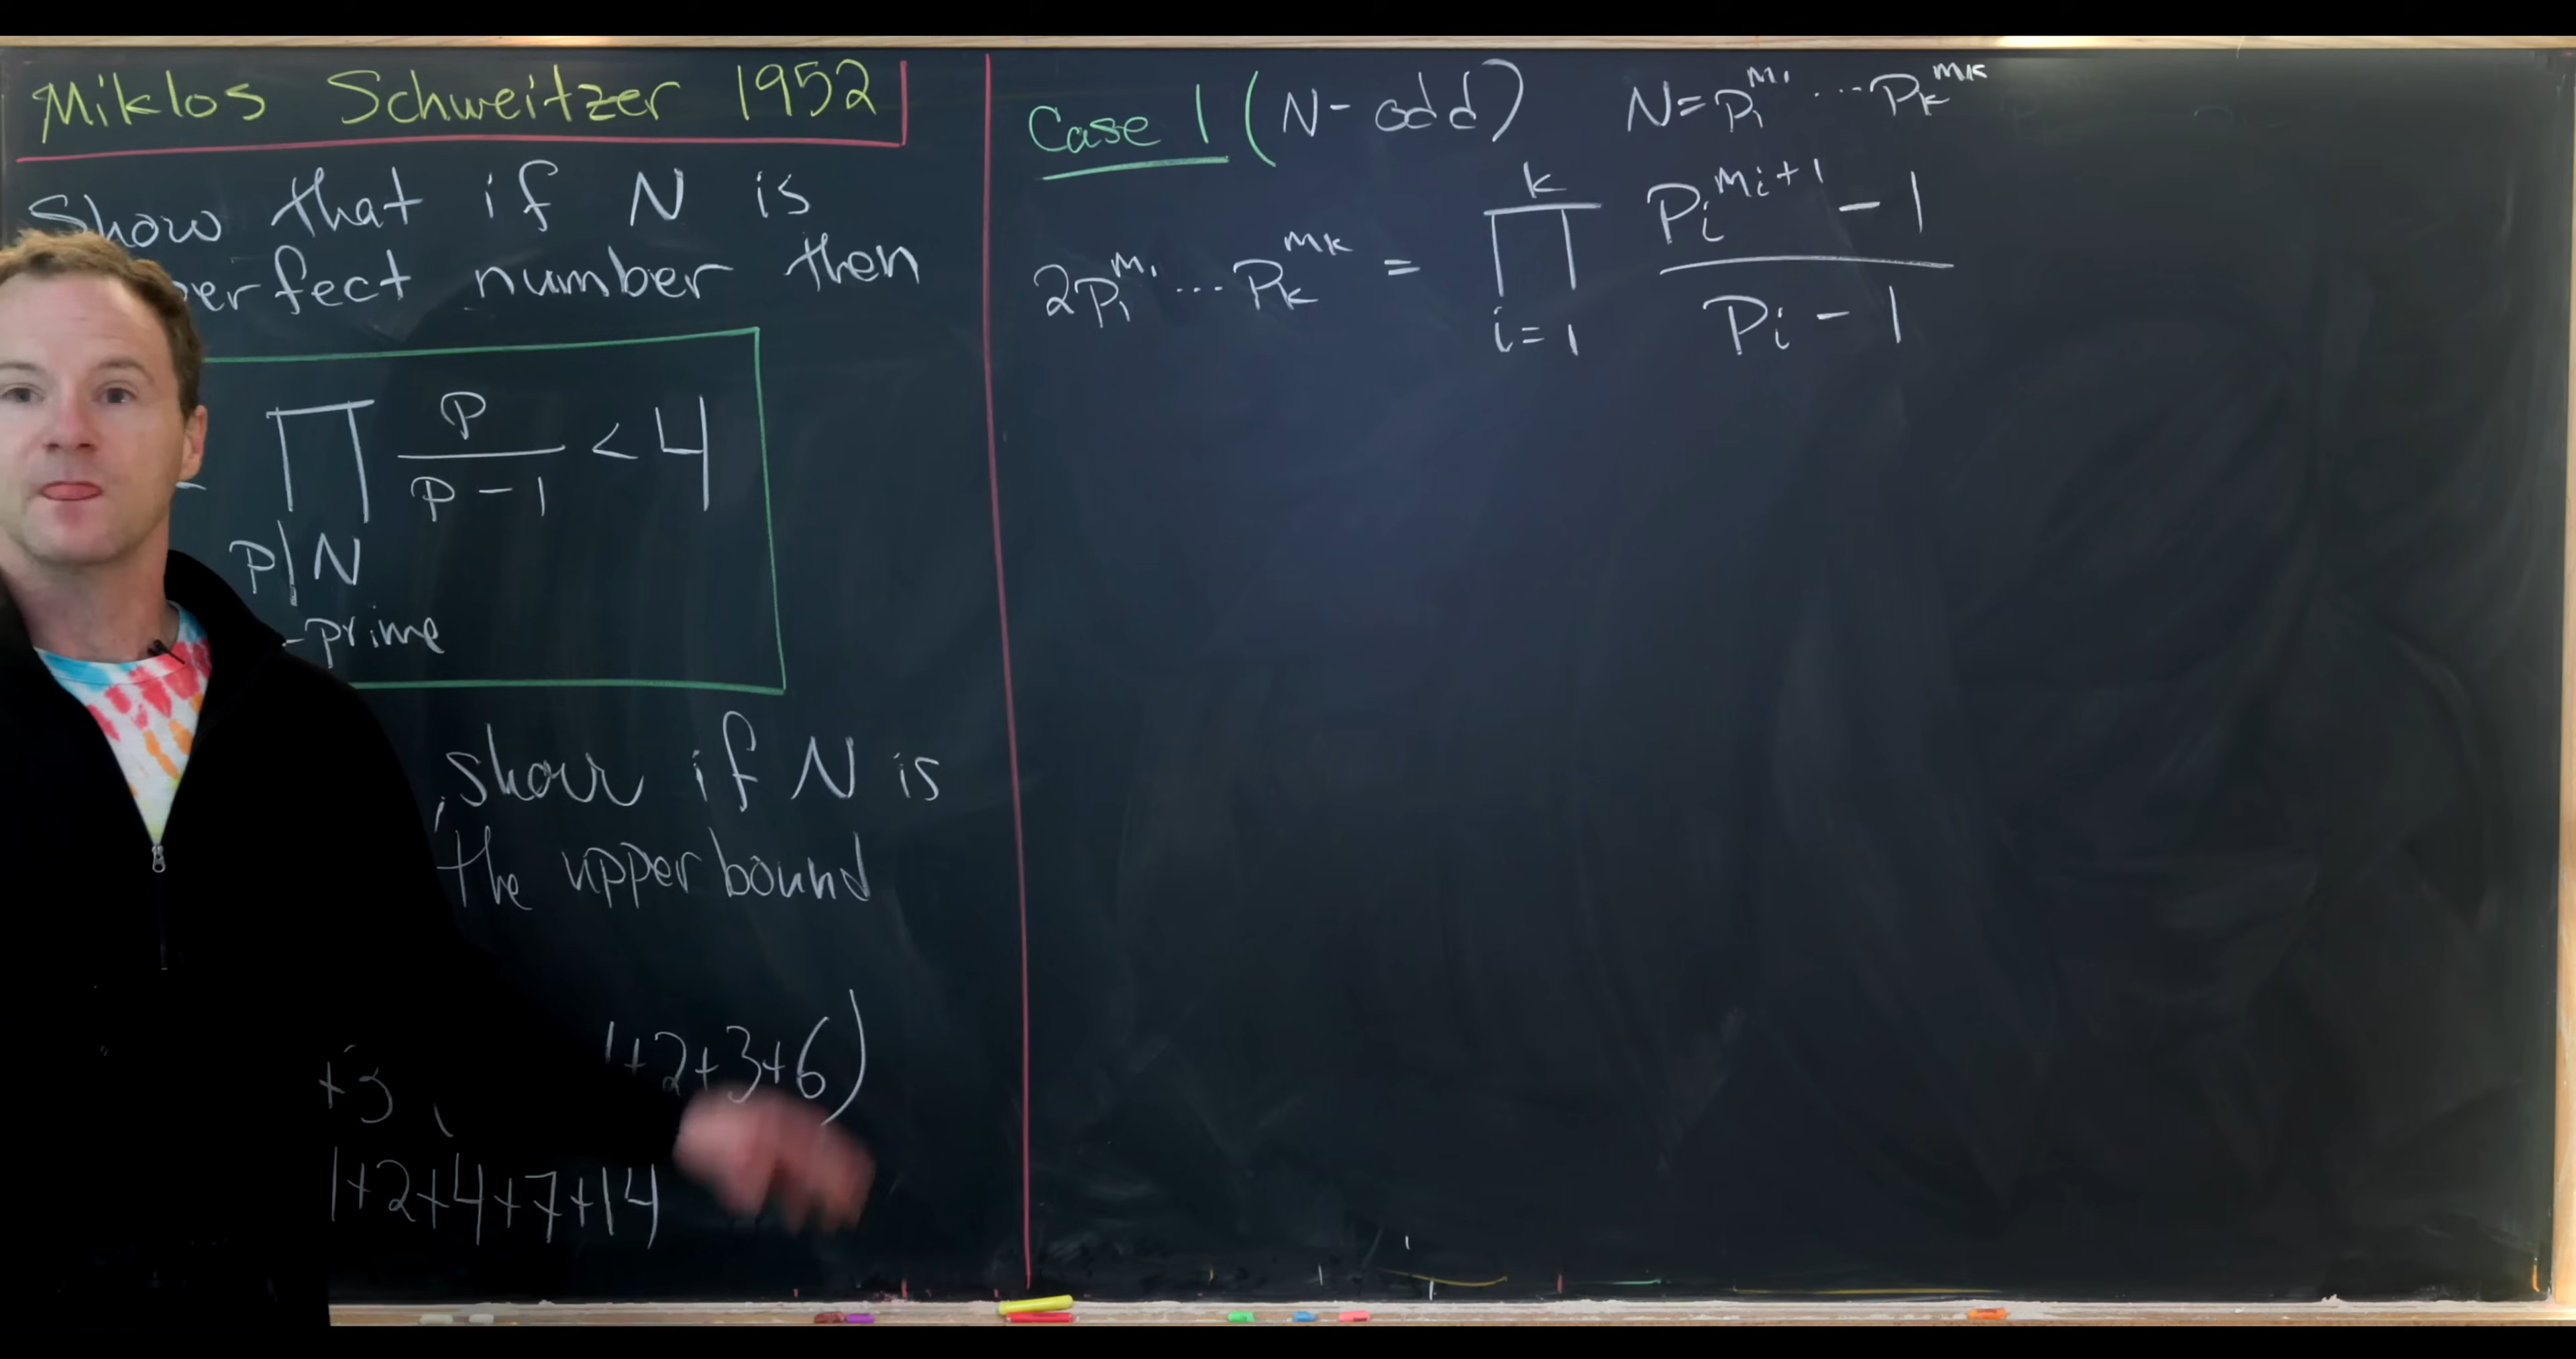 Miklos Schweitzer 1952
Show that if N is
erfect number then
∏ p/(p-1) < 4
p|N
-prime
, show if N is
the upper bound
+3 1+2+3+6)
1+2+4+7+14
Case 1 (N-odd) N=p₁^m₁ ... p_k^m_k
2p₁^m₁ ... p_k^m_k = ∏_{i=1}^{k} (p_i^{m_i+1} - 1)/(p_i - 1)